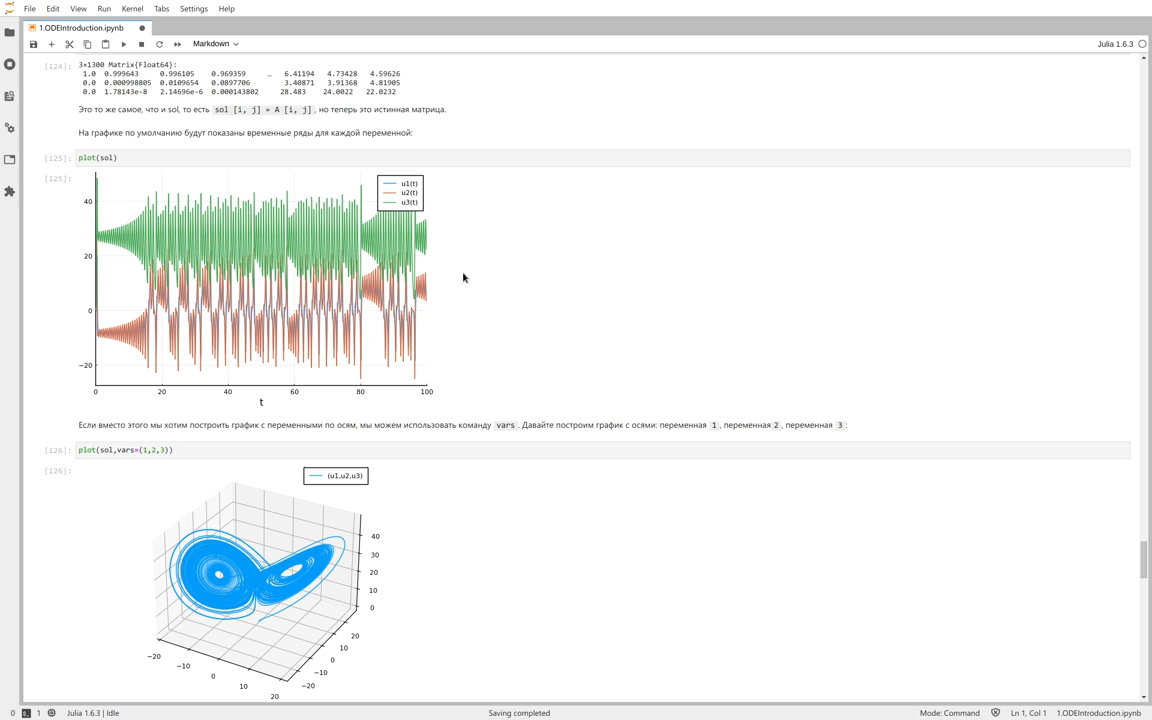 File Edit View Run Kernel Tabs Settings Help
1.ODEIntroduction.ipynb
Markdown
Julia 1.6.3
[124]: 3×1300 Matrix{Float64}:
1.0 0.999643 0.996105 0.969359 … 6.41194 4.73428 4.59626
0.0 0.000998805 0.0109654 0.0897706 3.40871 3.91368 4.81905
0.0 1.78143e-8 2.14696e-6 0.000143802 28.483 24.0022 22.0232
Это то же самое, что и sol, то есть sol [i, j] = A [i, j], но теперь это истинная матрица.
На графике по умолчанию будут показаны временные ряды для каждой переменной:
[125]: plot(sol)
[125]:
u1(t)
u2(t)
u3(t)
40
20
0
−20
0 20 40 60 80 100
t
Если вместо этого мы хотим построить график с переменными по осям, мы можем использовать команду vars. Давайте построим график с осями: переменная 1, переменная 2, переменная 3:
[126]: plot(sol,vars=(1,2,3))
[126]:
(u1,u2,u3)
40
30
20
10
0
−20
−10
0
10
20
20
10
0
−10
−20
0 1 Julia 1.6.3 | Idle Saving completed Mode: Command Ln 1, Col 1 1.ODEIntroduction.ipynb